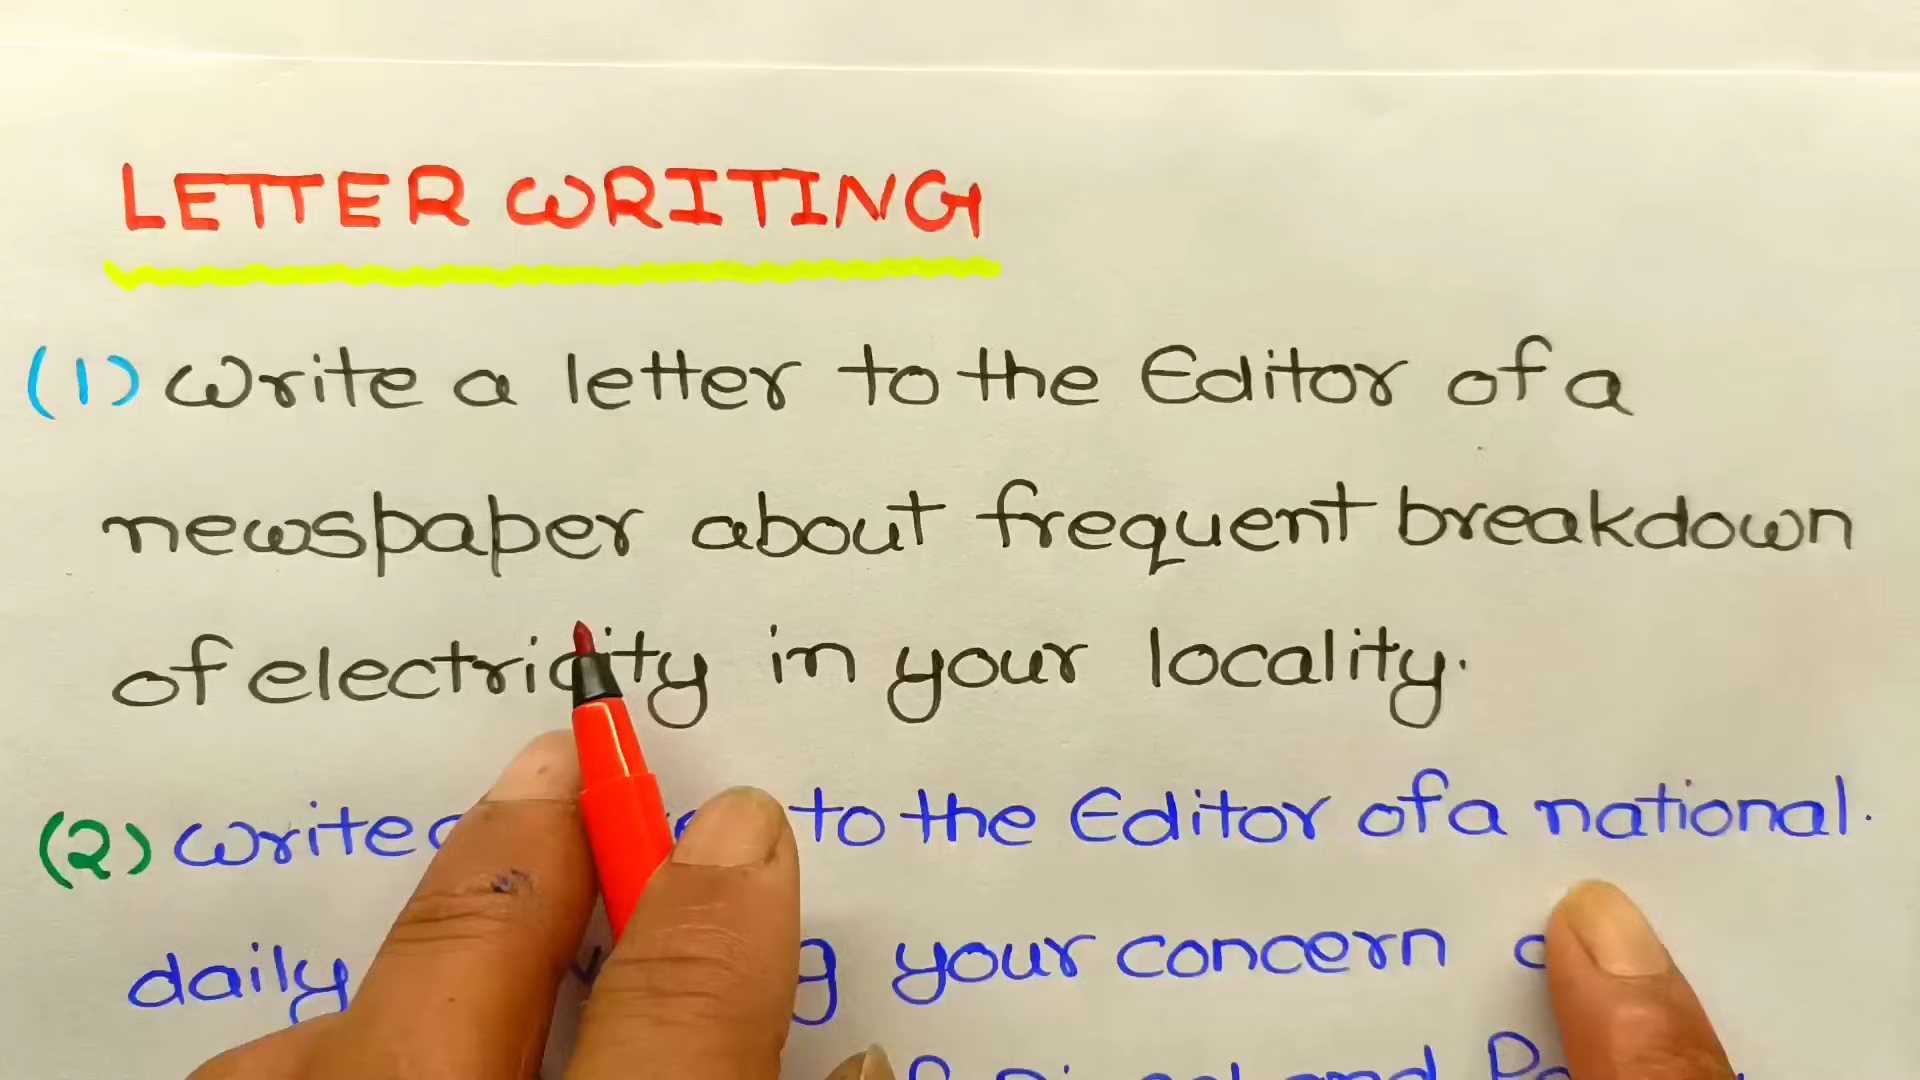 LETTER WRITING
(1) Write a letter to the Editor of a
newspaper about frequent breakdown
of electricity in your locality.
(2) Write to the Editor of a national.
daily your concern
and